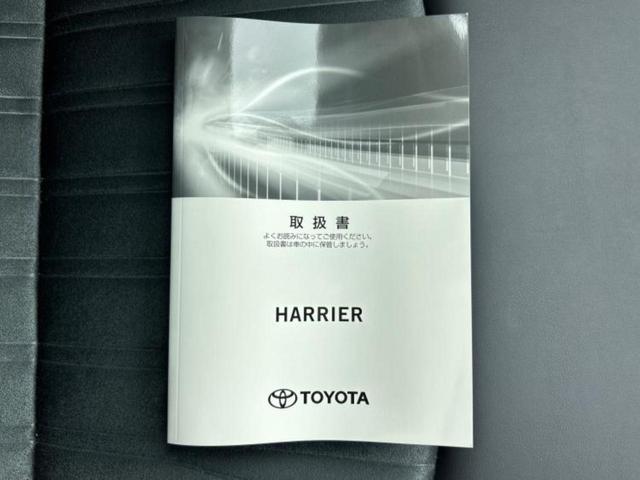 取扱書
よくお読みになってご使用ください。
取扱書は車の中に保管しましょう。
HARRIER
TOYOTA